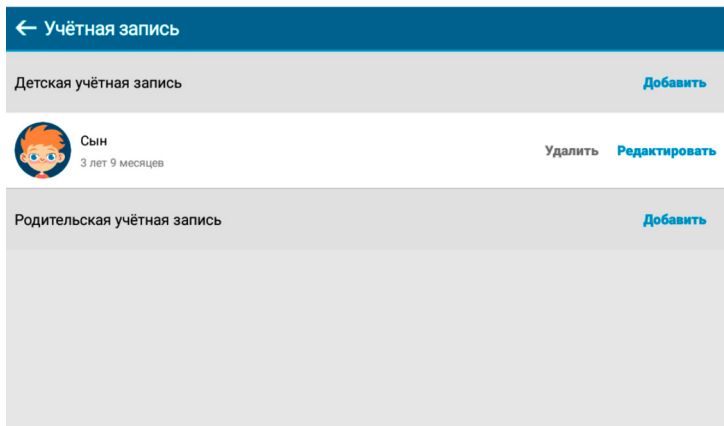 ← Учётная запись
Детская учётная запись Добавить
Сын
3 лет 9 месяцев
Удалить Редактировать
Родительская учётная запись Добавить